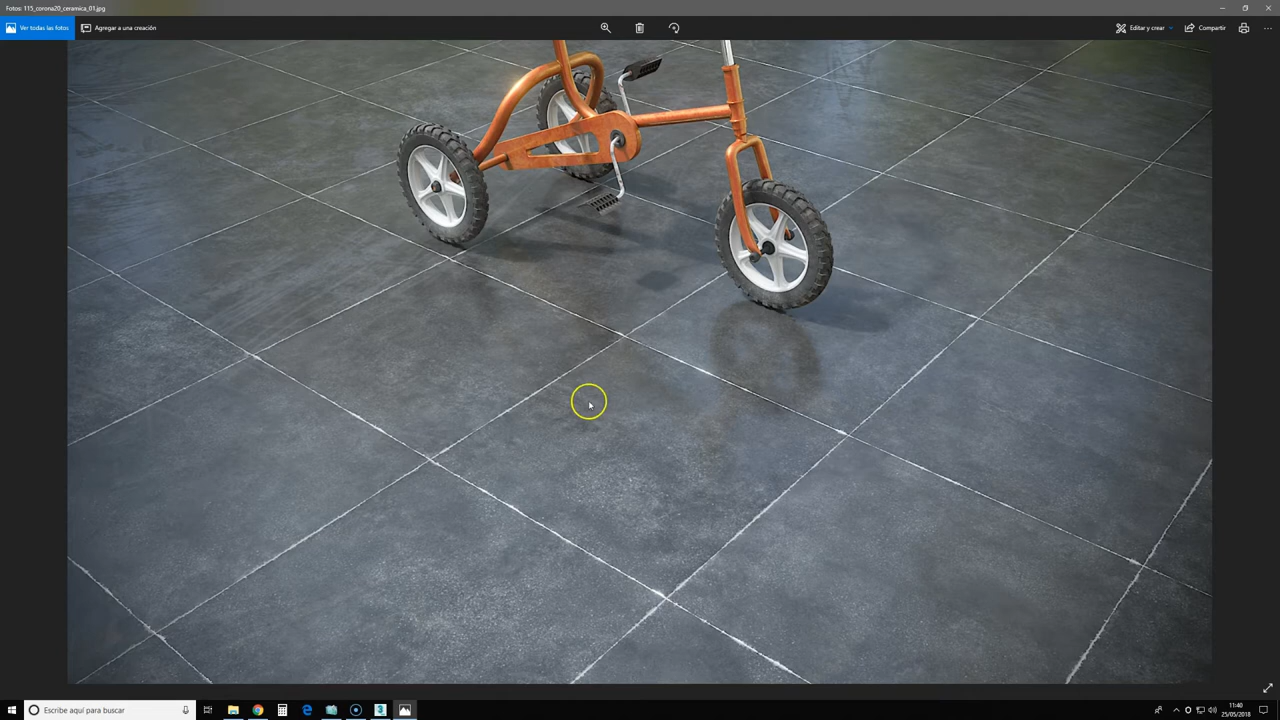 Fotos: 115_corona20_ceramica_01.jpg
Ver todas las fotos
Agregar a una creación
Editar y crear
Compartir
Escribe aquí para buscar
11:40
25/05/2018